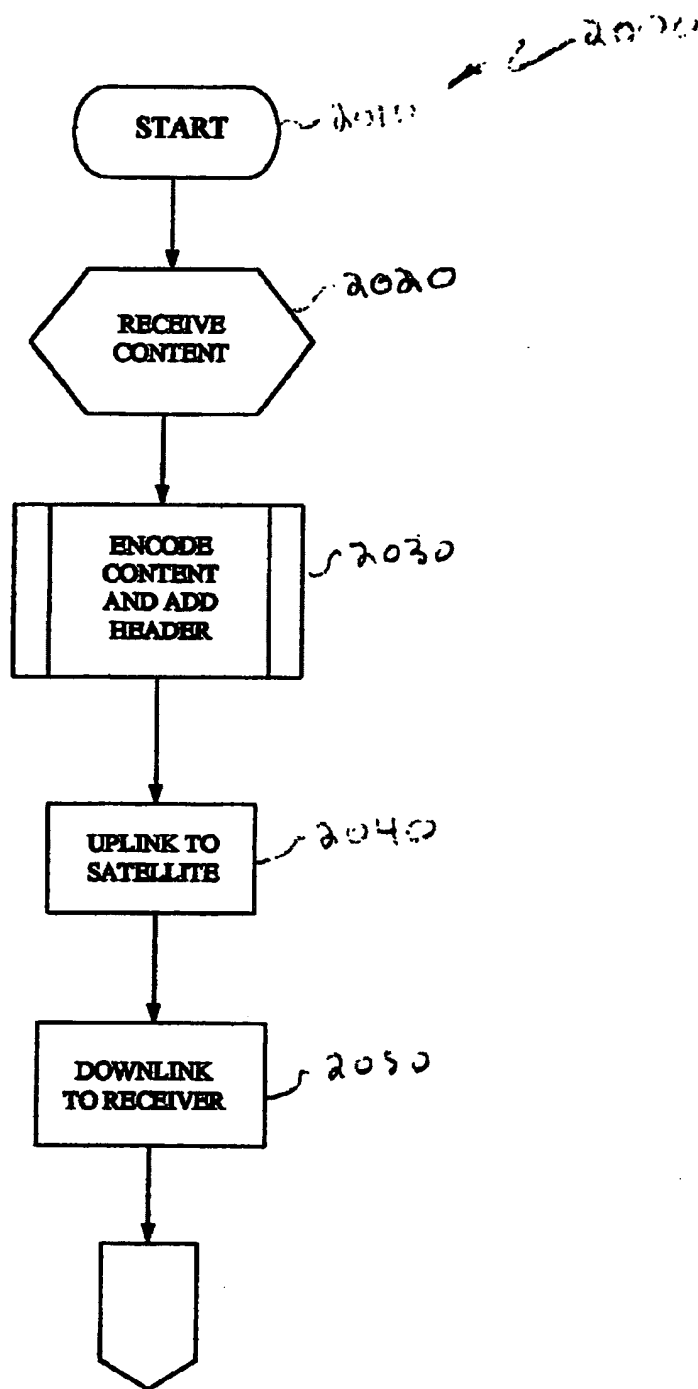 START
2010
2020
RECEIVE
CONTENT
ENCODE
CONTENT
AND ADD
HEADER
2030
UPLINK TO
SATELLITE
2040
DOWNLINK
TO RECEIVER
2050